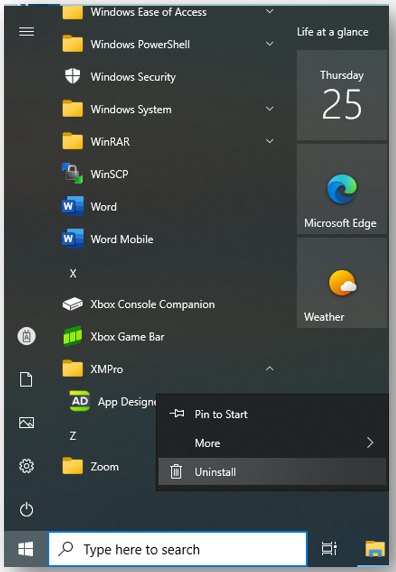 Windows Ease of Access
Windows PowerShell
Windows Security
Windows System
WinRAR
WinSCP
Word
Word Mobile
X
Xbox Console Companion
Xbox Game Bar
XMPro
AD App Designe
Z
Zoom
Life at a glance
Thursday
25
Microsoft Edge
Weather
Pin to Start
More
Uninstall
Type here to search